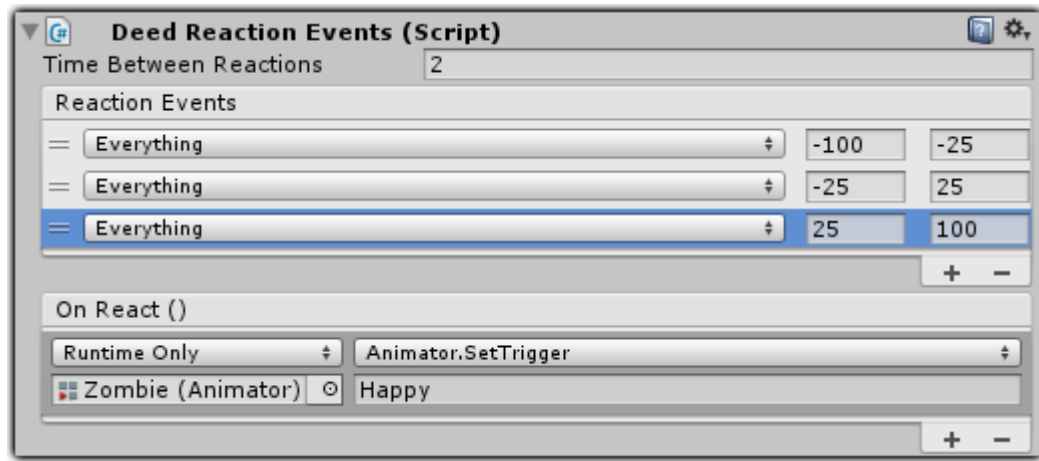 Deed Reaction Events (Script)
Time Between Reactions 2
Reaction Events
Everything -100 -25
Everything -25 25
Everything 25 100
+ −
On React ()
Runtime Only Animator.SetTrigger
Zombie (Animator) Happy
+ −